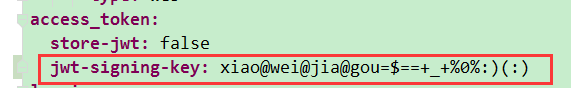 access_token:
store-jwt: false
jwt-signing-key: xiao@wei@jia@gou=$==+_+%0%:)(:)